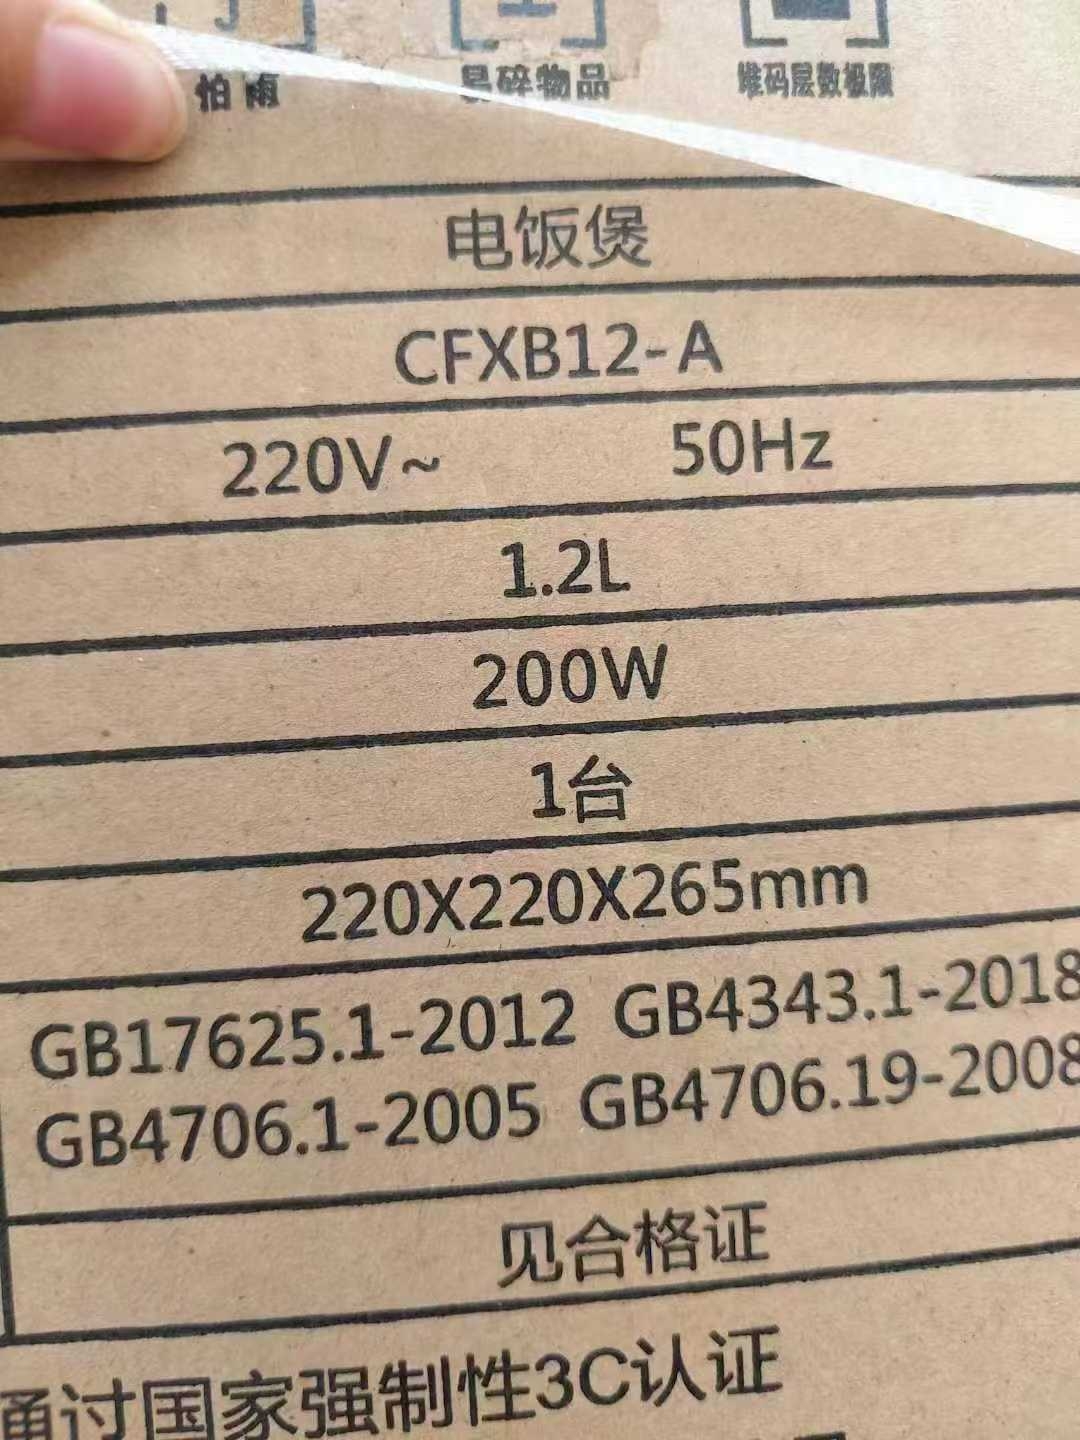 怕雨
易碎物品
堆码层数极限
电饭煲
CFXB12-A
220V~ 50Hz
1.2L
200W
1台
220X220X265mm
GB17625.1-2012 GB4343.1-2018
GB4706.1-2005 GB4706.19-2008
见合格证
通过国家强制性3C认证